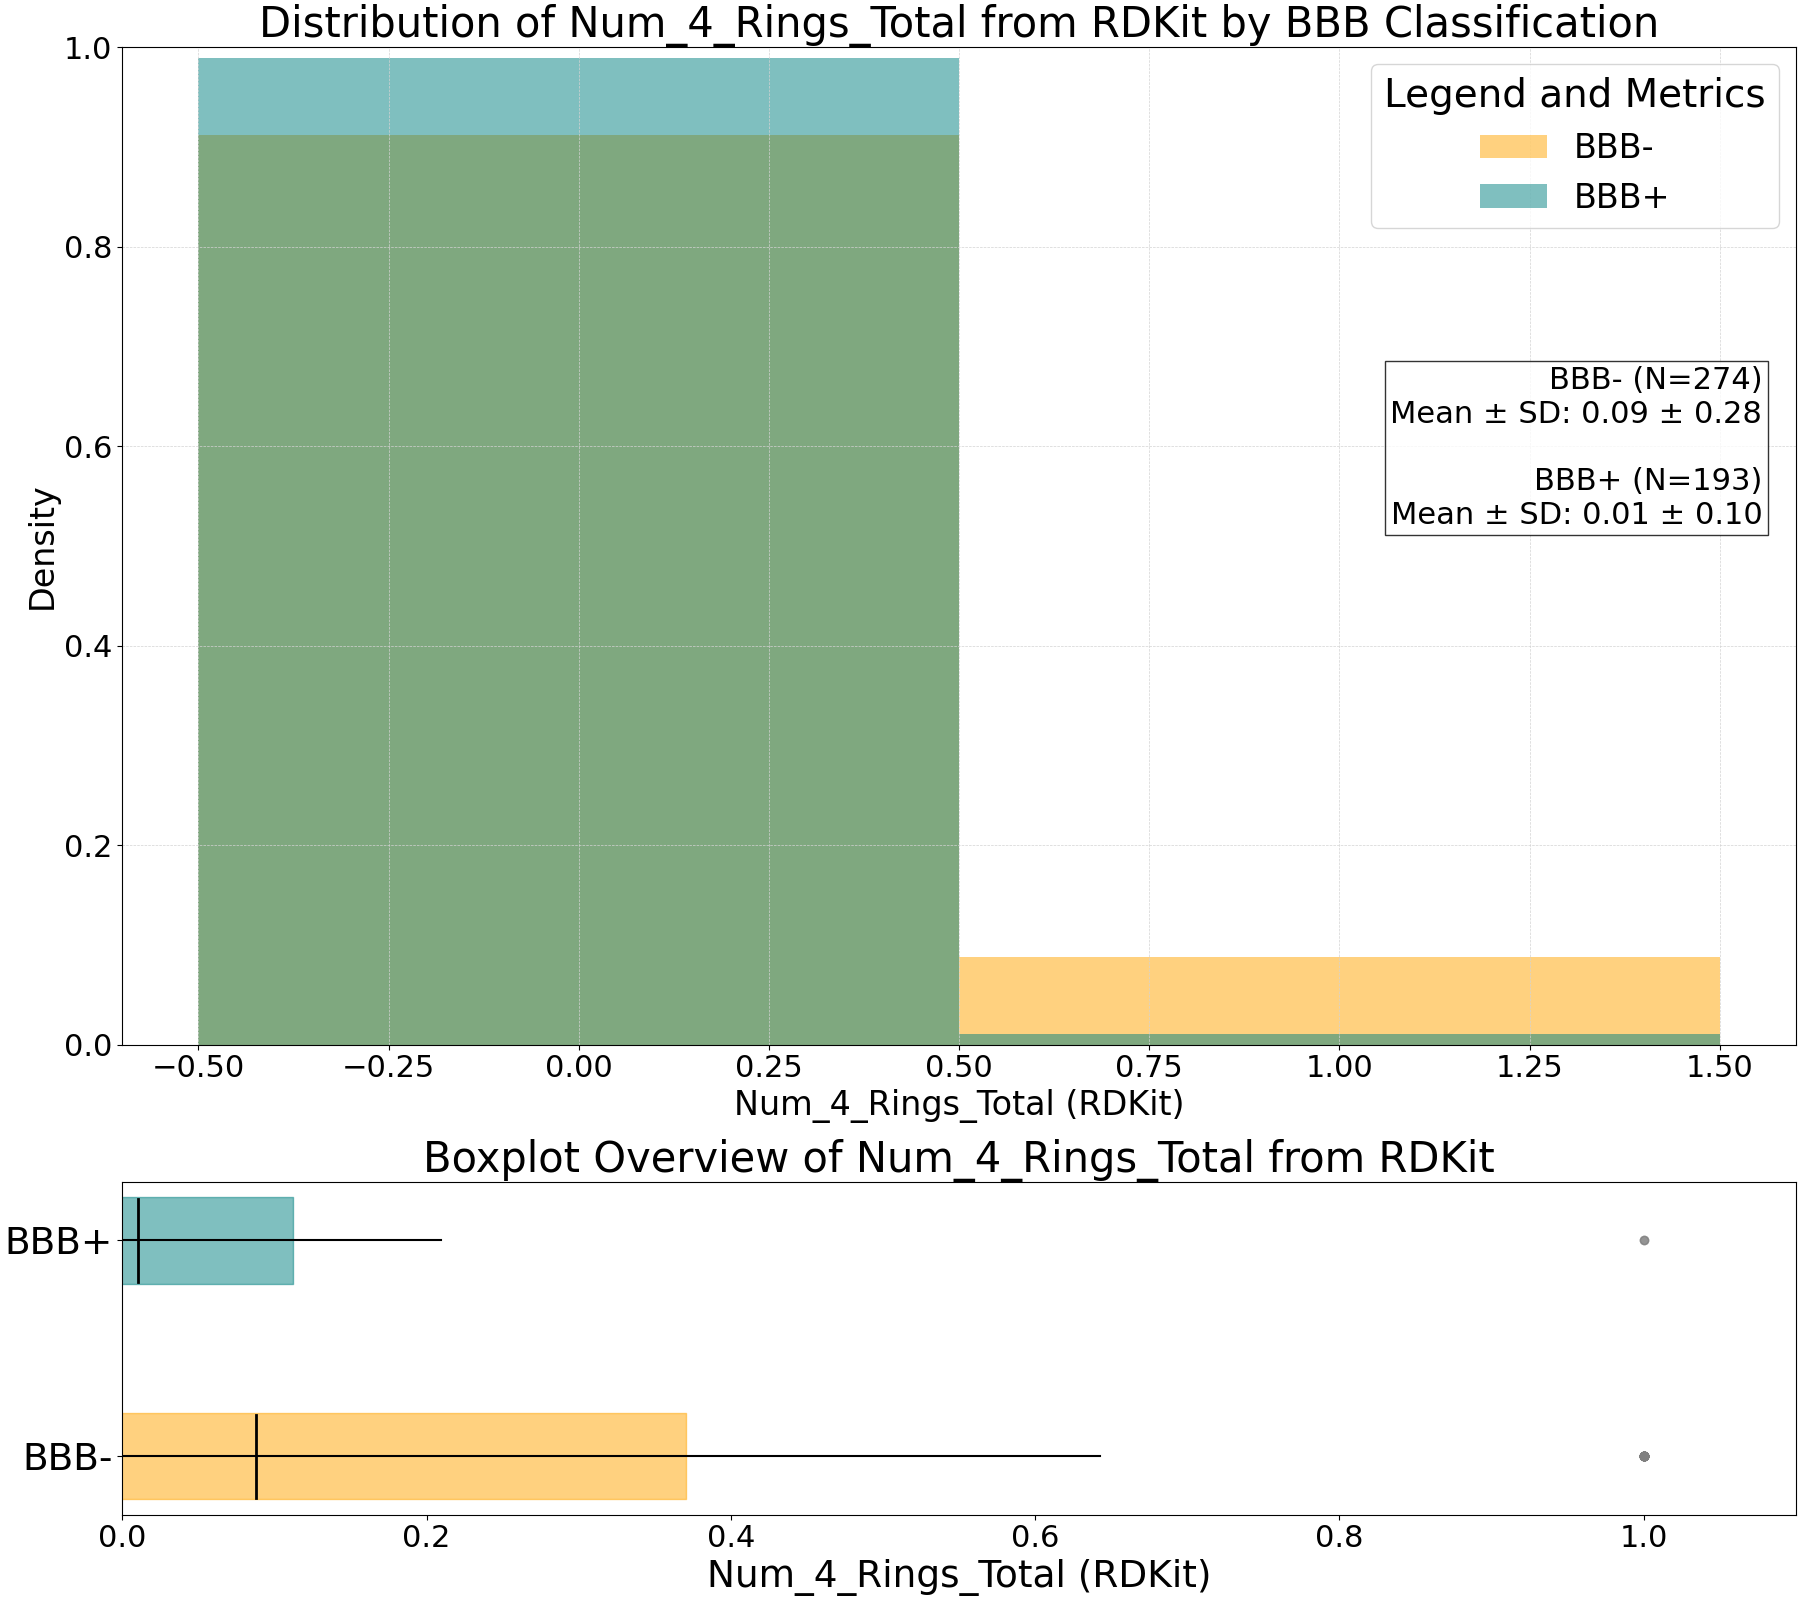 Distribution of Num_4_Rings_Total from RDKit by BBB Classification
1.0
0.8
0.6
0.4
0.2
0.0
Density
Legend and Metrics
BBB-
BBB+
BBB- (N=274)
Mean ± SD: 0.09 ± 0.28
BBB+ (N=193)
Mean ± SD: 0.01 ± 0.10
−0.50 −0.25 0.00 0.25 0.50 0.75 1.00 1.25 1.50
Num_4_Rings_Total (RDKit)
Boxplot Overview of Num_4_Rings_Total from RDKit
BBB+
BBB-
0.0 0.2 0.4 0.6 0.8 1.0
Num_4_Rings_Total (RDKit)